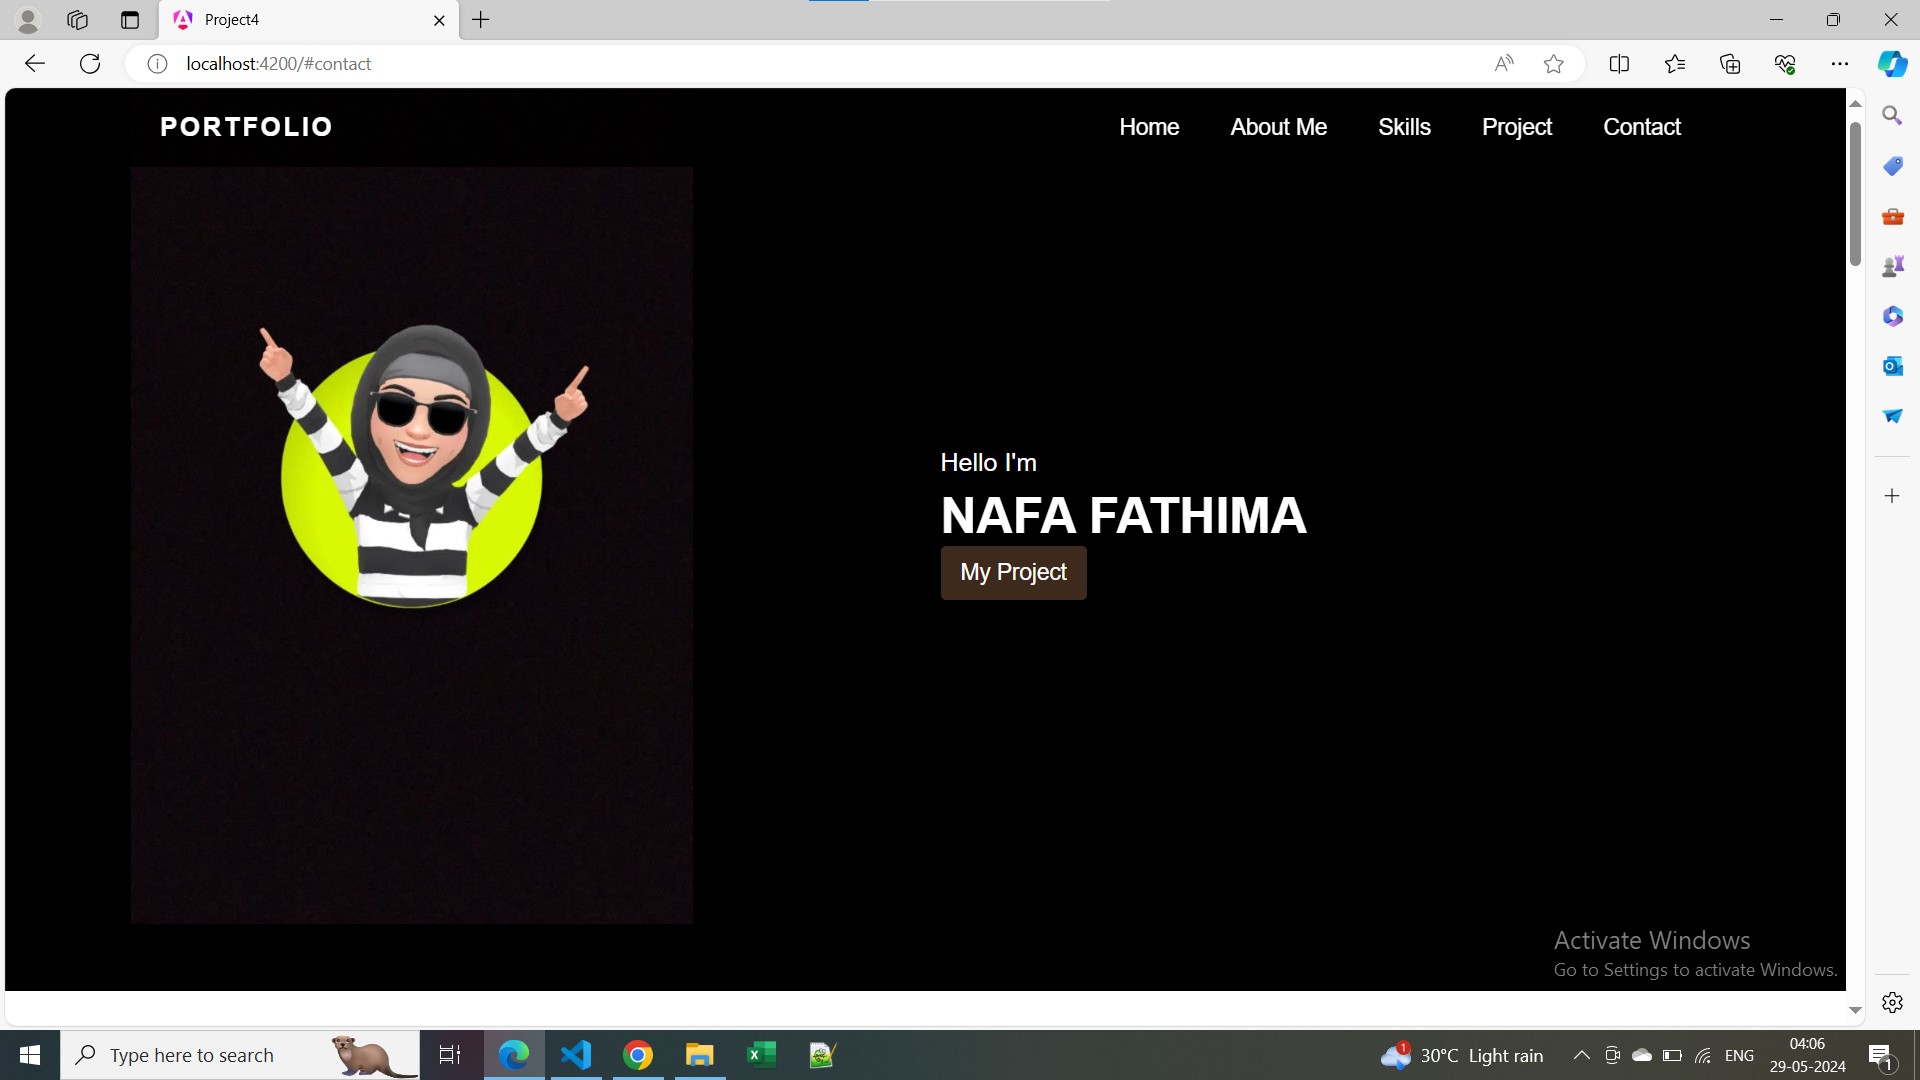 Project4
localhost:4200/#contact
PORTFOLIO
Home
About Me
Skills
Project
Contact
Hello I'm
NAFA FATHIMA
My Project
Activate Windows
Go to Settings to activate Windows.
Type here to search
1
30°C Light rain
ENG
04:06
29-05-2024
1